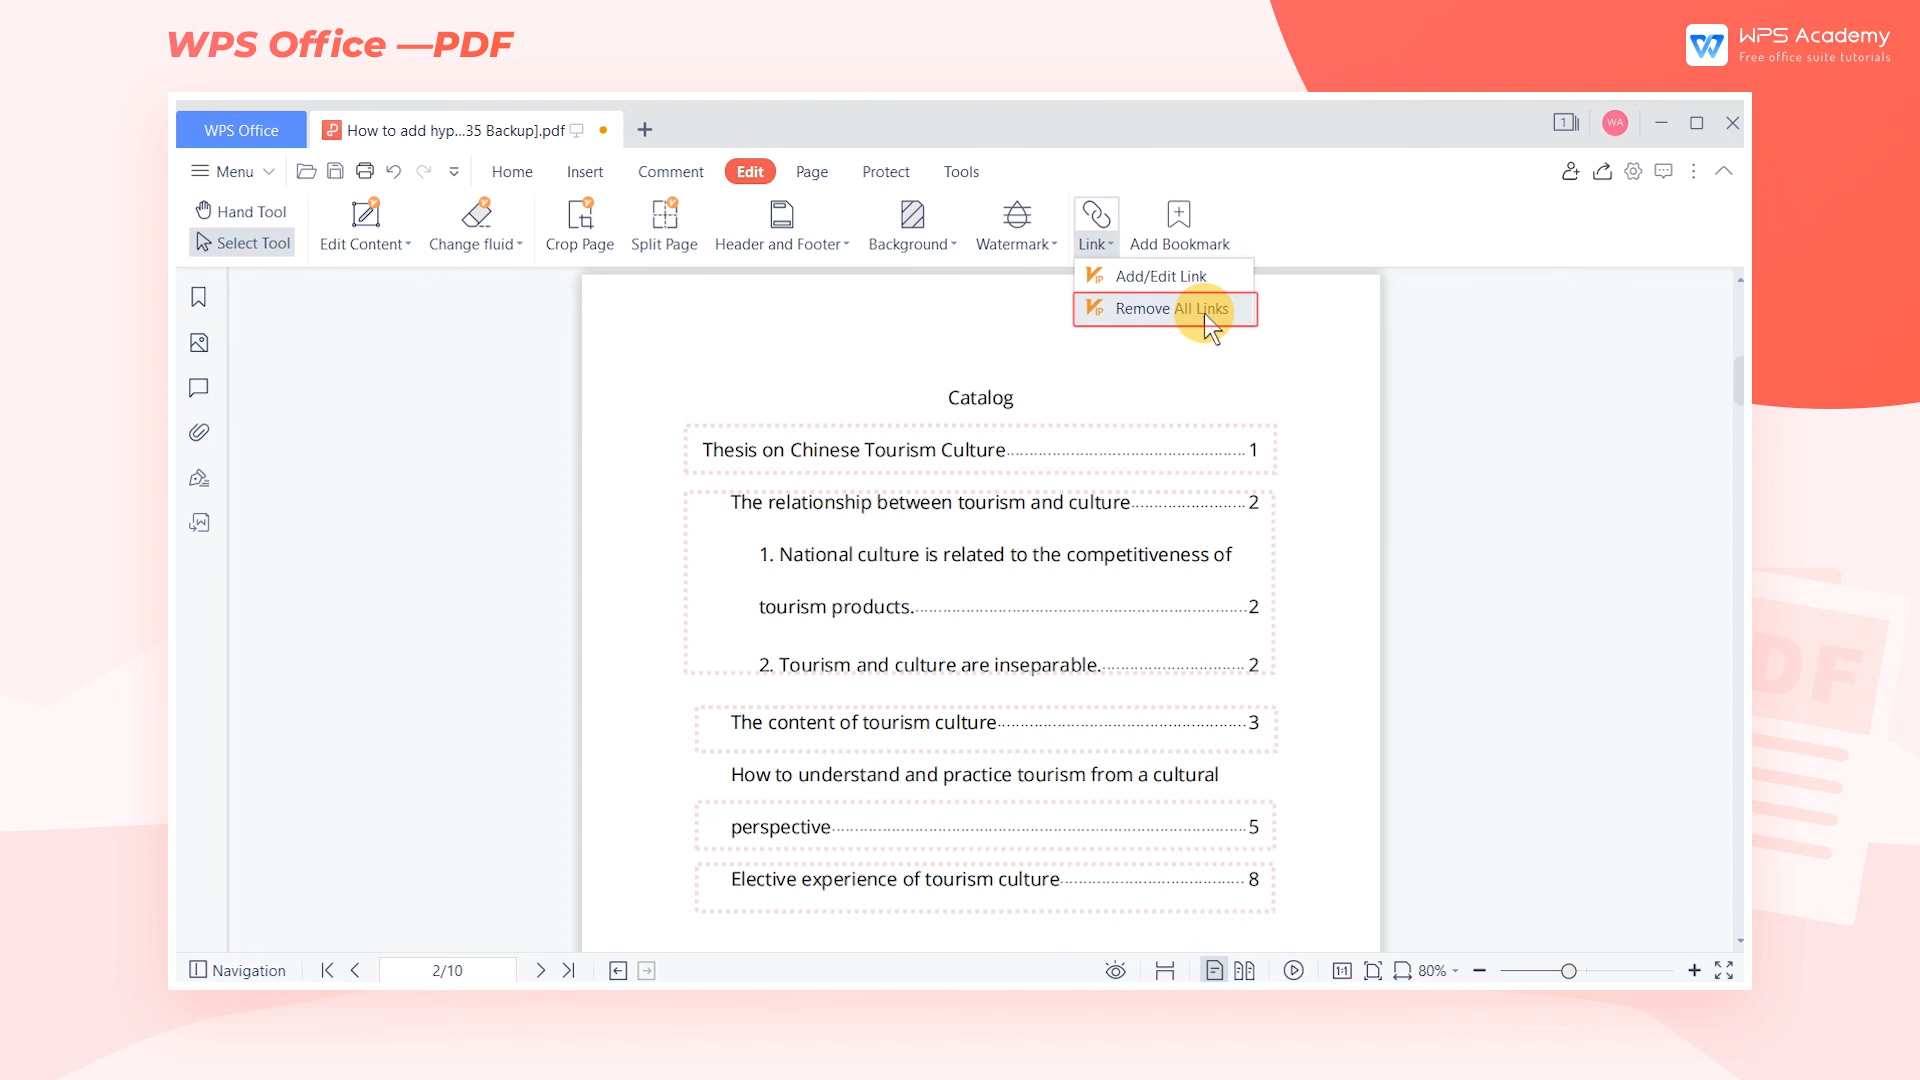 WPS Office —PDF
WPS Academy
Free office suite tutorials
WPS Office
How to add hyp...35 Backup].pdf
1
WA
Menu
Home
Insert
Comment
Edit
Page
Protect
Tools
Hand Tool
Select Tool
Edit Content
Change fluid
Crop Page
Split Page
Header and Footer
Background
Watermark
Link
Add Bookmark
Add/Edit Link
Remove All Links
Catalog
Thesis on Chinese Tourism Culture 1
The relationship between tourism and culture 2
1. National culture is related to the competitiveness of
tourism products. 2
2. Tourism and culture are inseparable. 2
The content of tourism culture 3
How to understand and practice tourism from a cultural
perspective 5
Elective experience of tourism culture 8
PDF
Navigation
2/10
1:1
80%